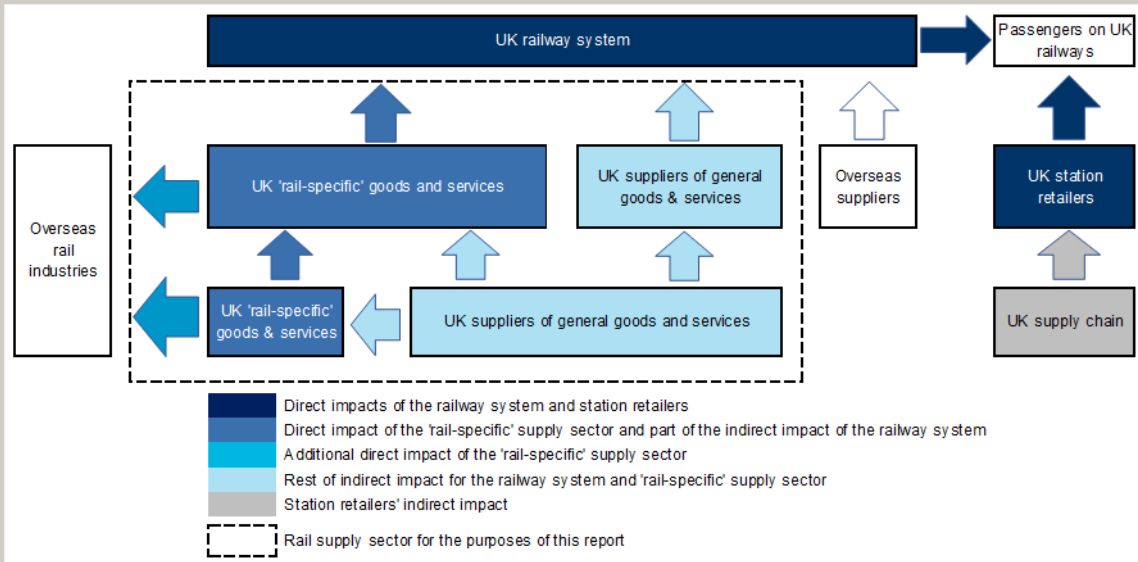 UK railway system
Passengers on UK
railways
UK 'rail-specific' goods and services
UK suppliers of general
goods & services
Overseas
suppliers
UK station
retailers
Overseas
rail
industries
UK 'rail-specific'
goods & services
UK suppliers of general goods and services
UK supply chain
Direct impacts of the railway system and station retailers
Direct impact of the 'rail-specific' supply sector and part of the indirect impact of the railway system
Additional direct impact of the 'rail-specific' supply sector
Rest of indirect impact for the railway system and 'rail-specific' supply sector
Station retailers' indirect impact
Rail supply sector for the purposes of this report